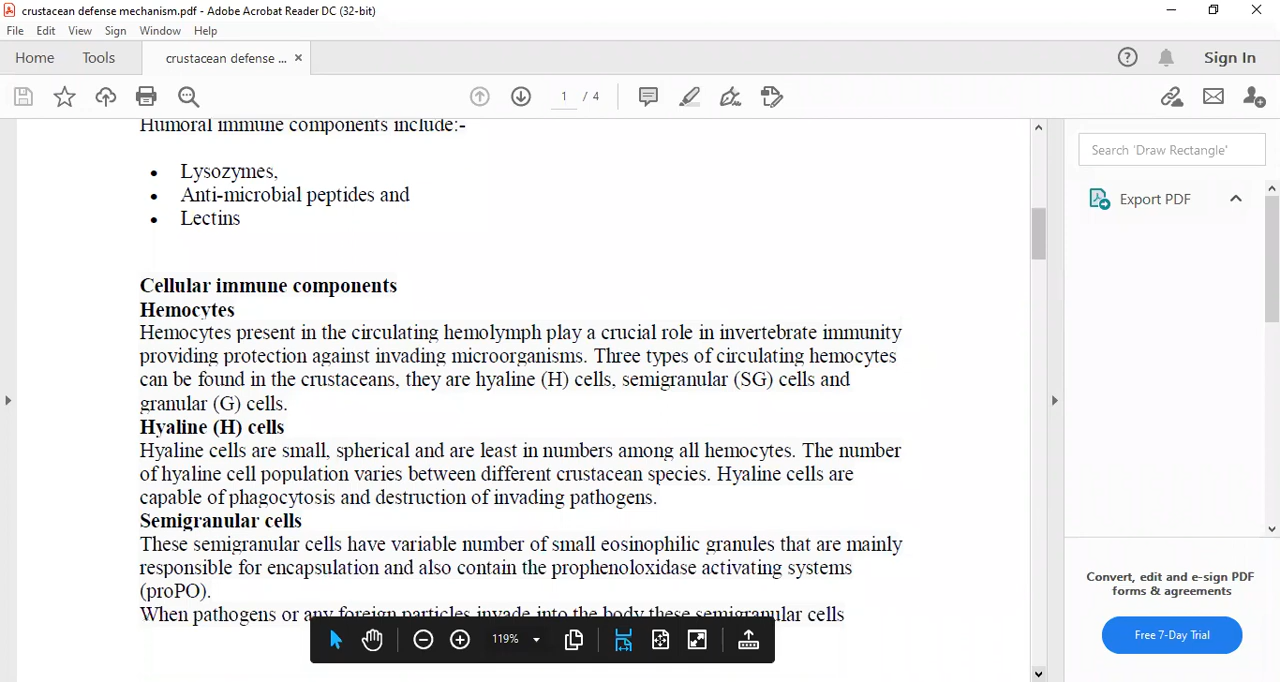 crustacean defense mechanism.pdf - Adobe Acrobat Reader DC (32-bit)
File Edit View Sign Window Help
Home Tools crustacean defense ... ×
Sign In
1 / 4
Humoral immune components include:-
• Lysozymes,
• Anti-microbial peptides and
• Lectins
Cellular immune components
Hemocytes
Hemocytes present in the circulating hemolymph play a crucial role in invertebrate immunity
providing protection against invading microorganisms. Three types of circulating hemocytes
can be found in the crustaceans, they are hyaline (H) cells, semigranular (SG) cells and
granular (G) cells.
Hyaline (H) cells
Hyaline cells are small, spherical and are least in numbers among all hemocytes. The number
of hyaline cell population varies between different crustacean species. Hyaline cells are
capable of phagocytosis and destruction of invading pathogens.
Semigranular cells
These semigranular cells have variable number of small eosinophilic granules that are mainly
responsible for encapsulation and also contain the prophenoloxidase activating systems
(proPO).
When pathogens or any foreign particles invade into the body these semigranular cells
119%
Search 'Draw Rectangle'
Export PDF
Convert, edit and e-sign PDF
forms & agreements
Free 7-Day Trial